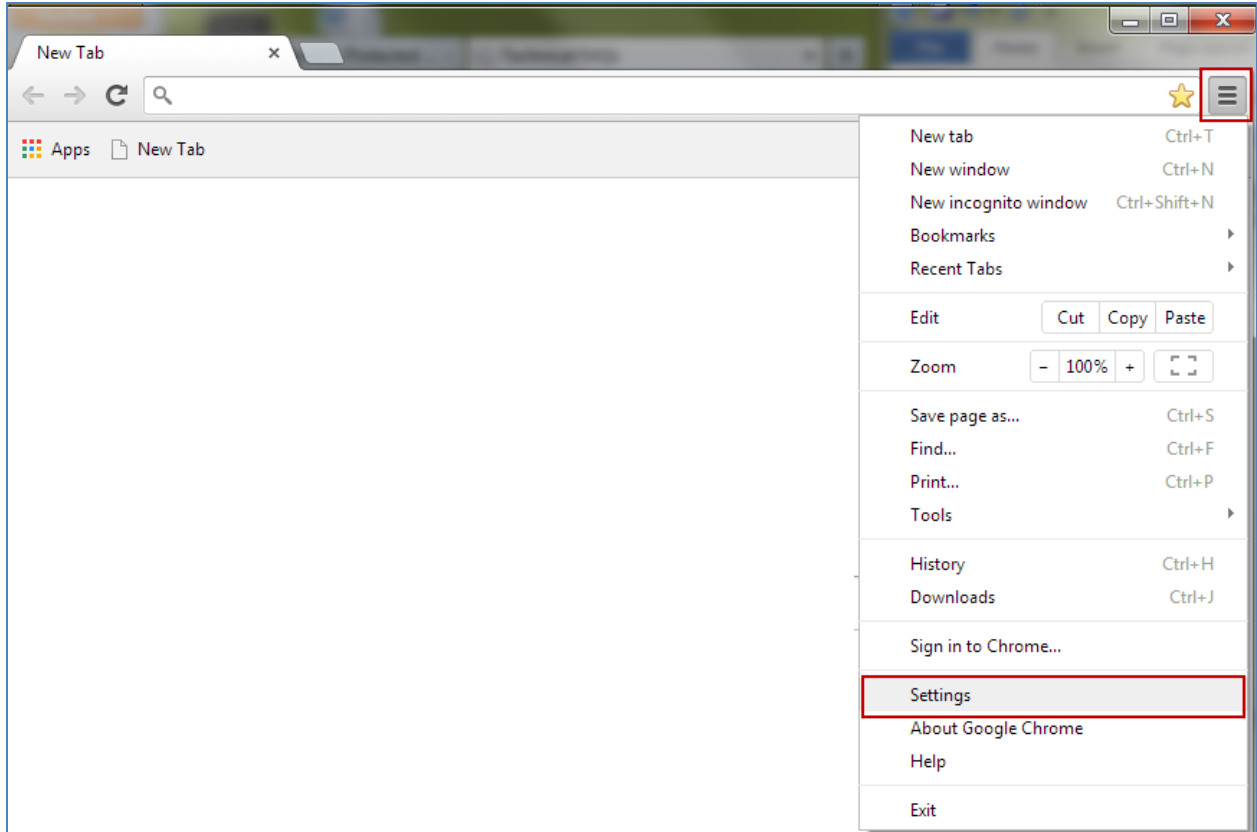 New Tab
Apps New Tab
New tab Ctrl+T
New window Ctrl+N
New incognito window Ctrl+Shift+N
Bookmarks
Recent Tabs
Edit Cut Copy Paste
Zoom - 100% +
Save page as... Ctrl+S
Find... Ctrl+F
Print... Ctrl+P
Tools
History Ctrl+H
Downloads Ctrl+J
Sign in to Chrome...
Settings
About Google Chrome
Help
Exit